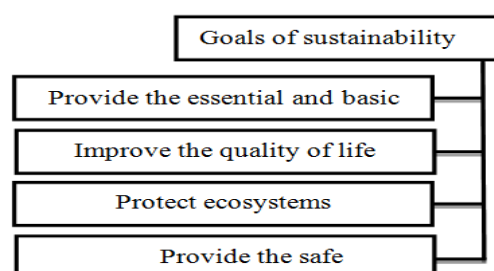 Goals of sustainability
Provide the essential and basic
Improve the quality of life
Protect ecosystems
Provide the safe